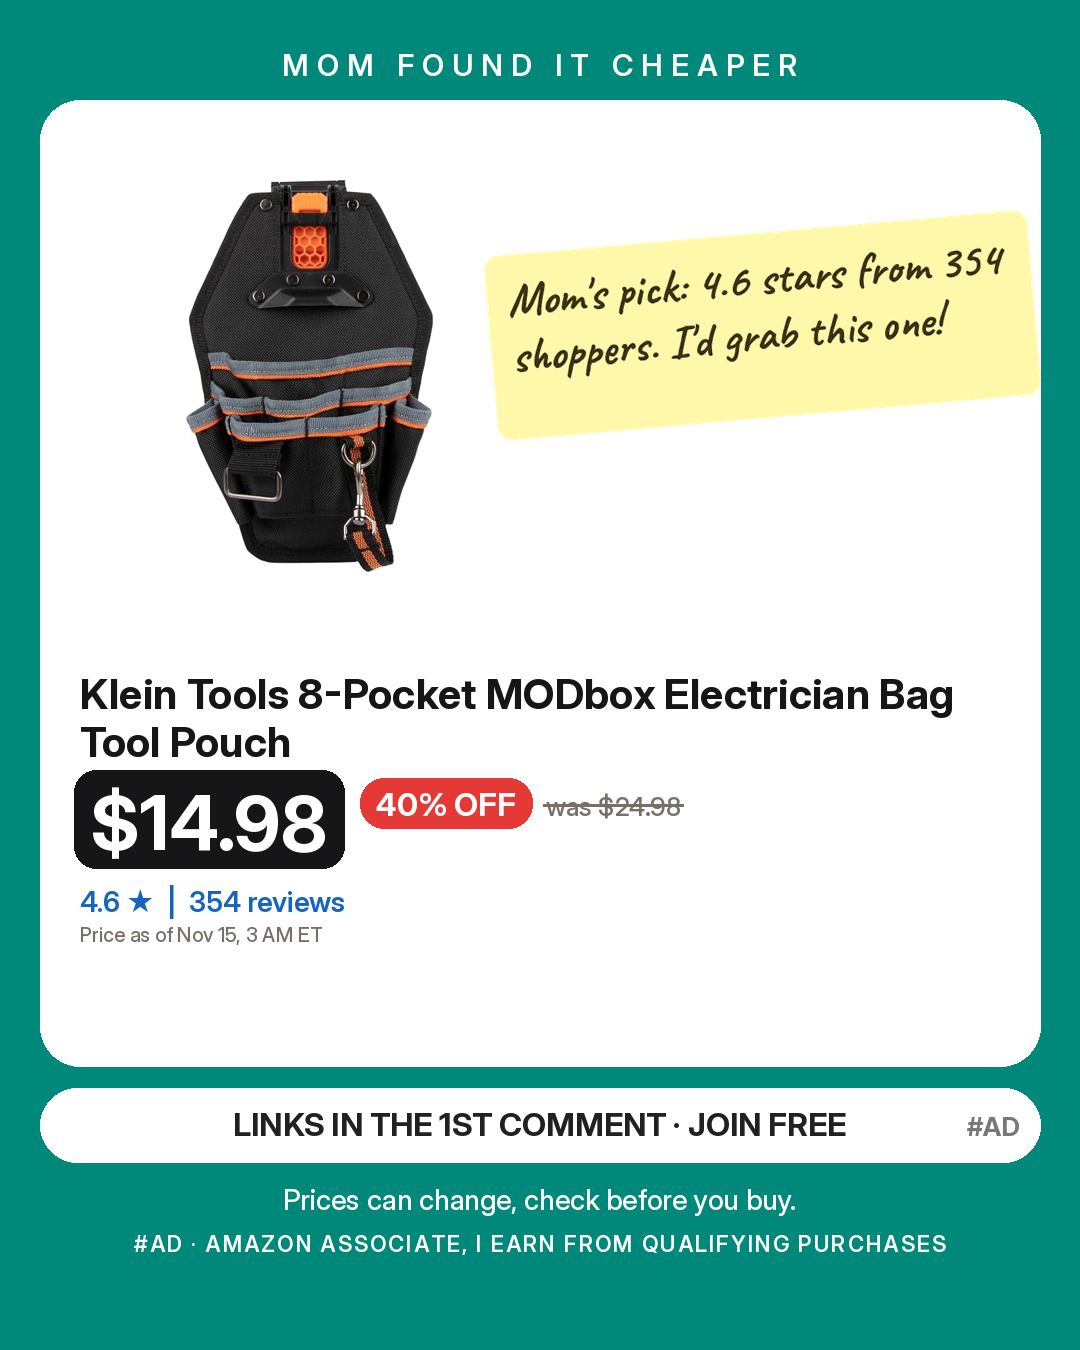 MOM FOUND IT CHEAPER
Mom's pick: 4.6 stars from 354
shoppers. I'd grab this one!
Klein Tools 8-Pocket MODbox Electrician Bag
Tool Pouch
$14.98
40% OFF
was $24.98
4.6 ★ | 354 reviews
Price as of Nov 15, 3 AM ET
LINKS IN THE 1ST COMMENT · JOIN FREE
#AD
Prices can change, check before you buy.
#AD · AMAZON ASSOCIATE, I EARN FROM QUALIFYING PURCHASES